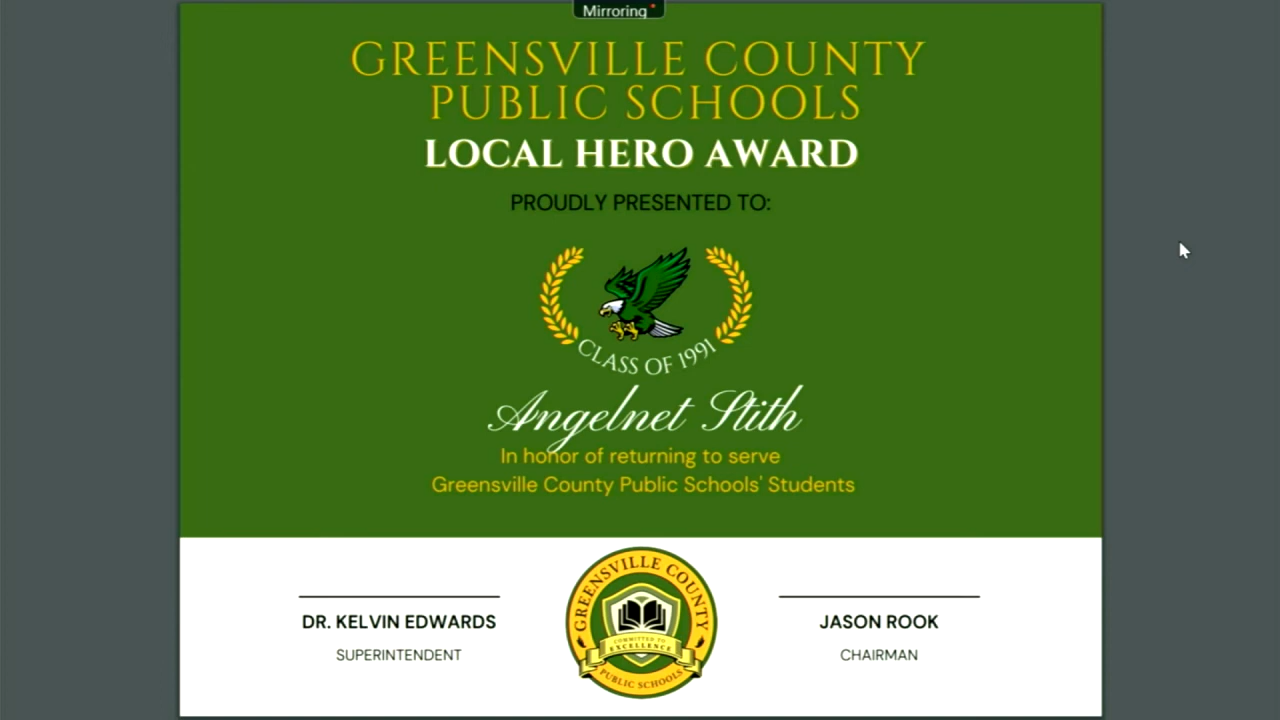 Mirroring
GREENSVILLE COUNTY
PUBLIC SCHOOLS
LOCAL HERO AWARD
PROUDLY PRESENTED TO:
CLASS OF 1991
Angelnet Stith
In honor of returning to serve
Greensville County Public Schools' Students
GREENSVILLE COUNTY
COMMITTED TO
EXCELLENCE
PUBLIC SCHOOLS
DR. KELVIN EDWARDS
SUPERINTENDENT
JASON ROOK
CHAIRMAN